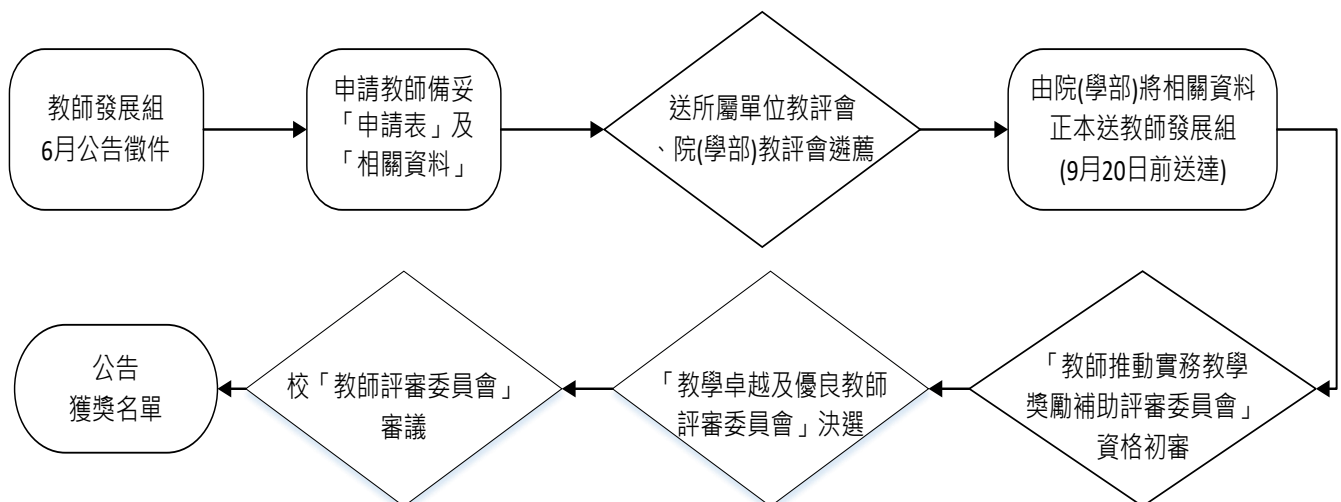 教師發展組
6月公告徵件
申請教師備妥
「申請表」及
「相關資料」
送所屬單位教評會
、院(學部)教評會遴薦
由院(學部)將相關資料
正本送教師發展組
(9月20日前送達)
「教師推動實務教學
獎勵補助評審委員會」
資格初審
「教學卓越及優良教師
評審委員會」決選
校「教師評審委員會」
審議
公告
獲獎名單